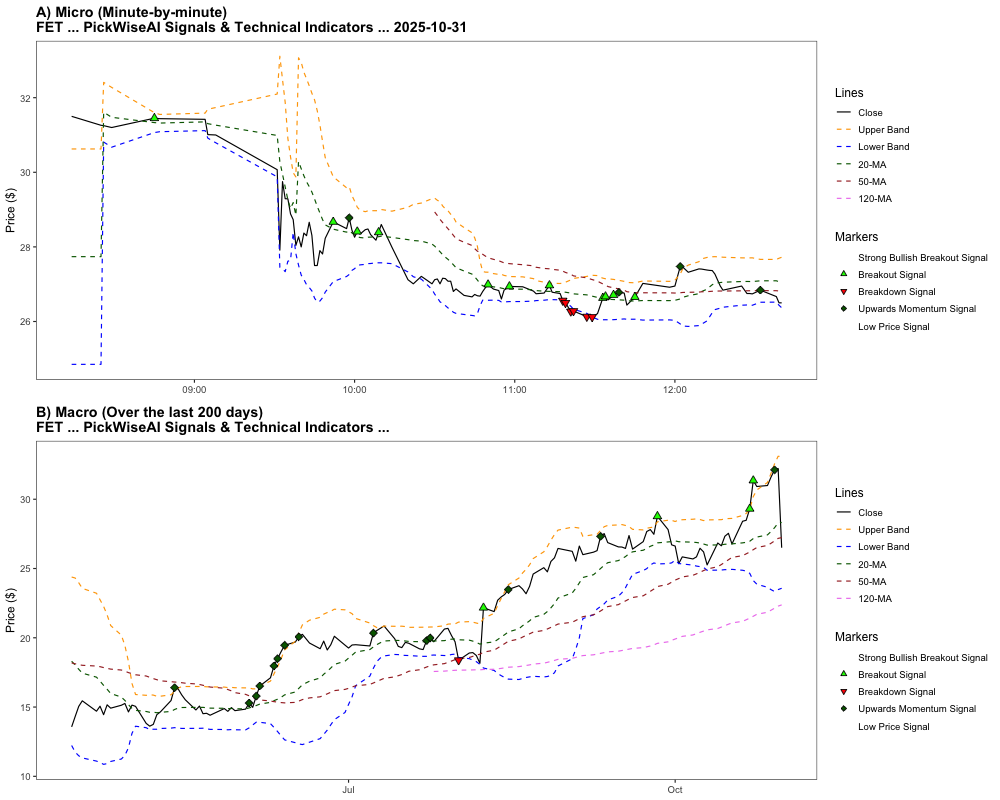 A) Micro (Minute-by-minute)
FET ... PickWiseAI Signals & Technical Indicators ... 2025-10-31
Price ($)
32
30
28
26
09:00
10:00
11:00
12:00
Lines
Close
Upper Band
Lower Band
20-MA
50-MA
120-MA
Markers
Strong Bullish Breakout Signal
Breakout Signal
Breakdown Signal
Upwards Momentum Signal
Low Price Signal
B) Macro (Over the last 200 days)
FET ... PickWiseAI Signals & Technical Indicators ...
Price ($)
30
25
20
15
10
Jul
Oct
Lines
Close
Upper Band
Lower Band
20-MA
50-MA
120-MA
Markers
Strong Bullish Breakout Signal
Breakout Signal
Breakdown Signal
Upwards Momentum Signal
Low Price Signal